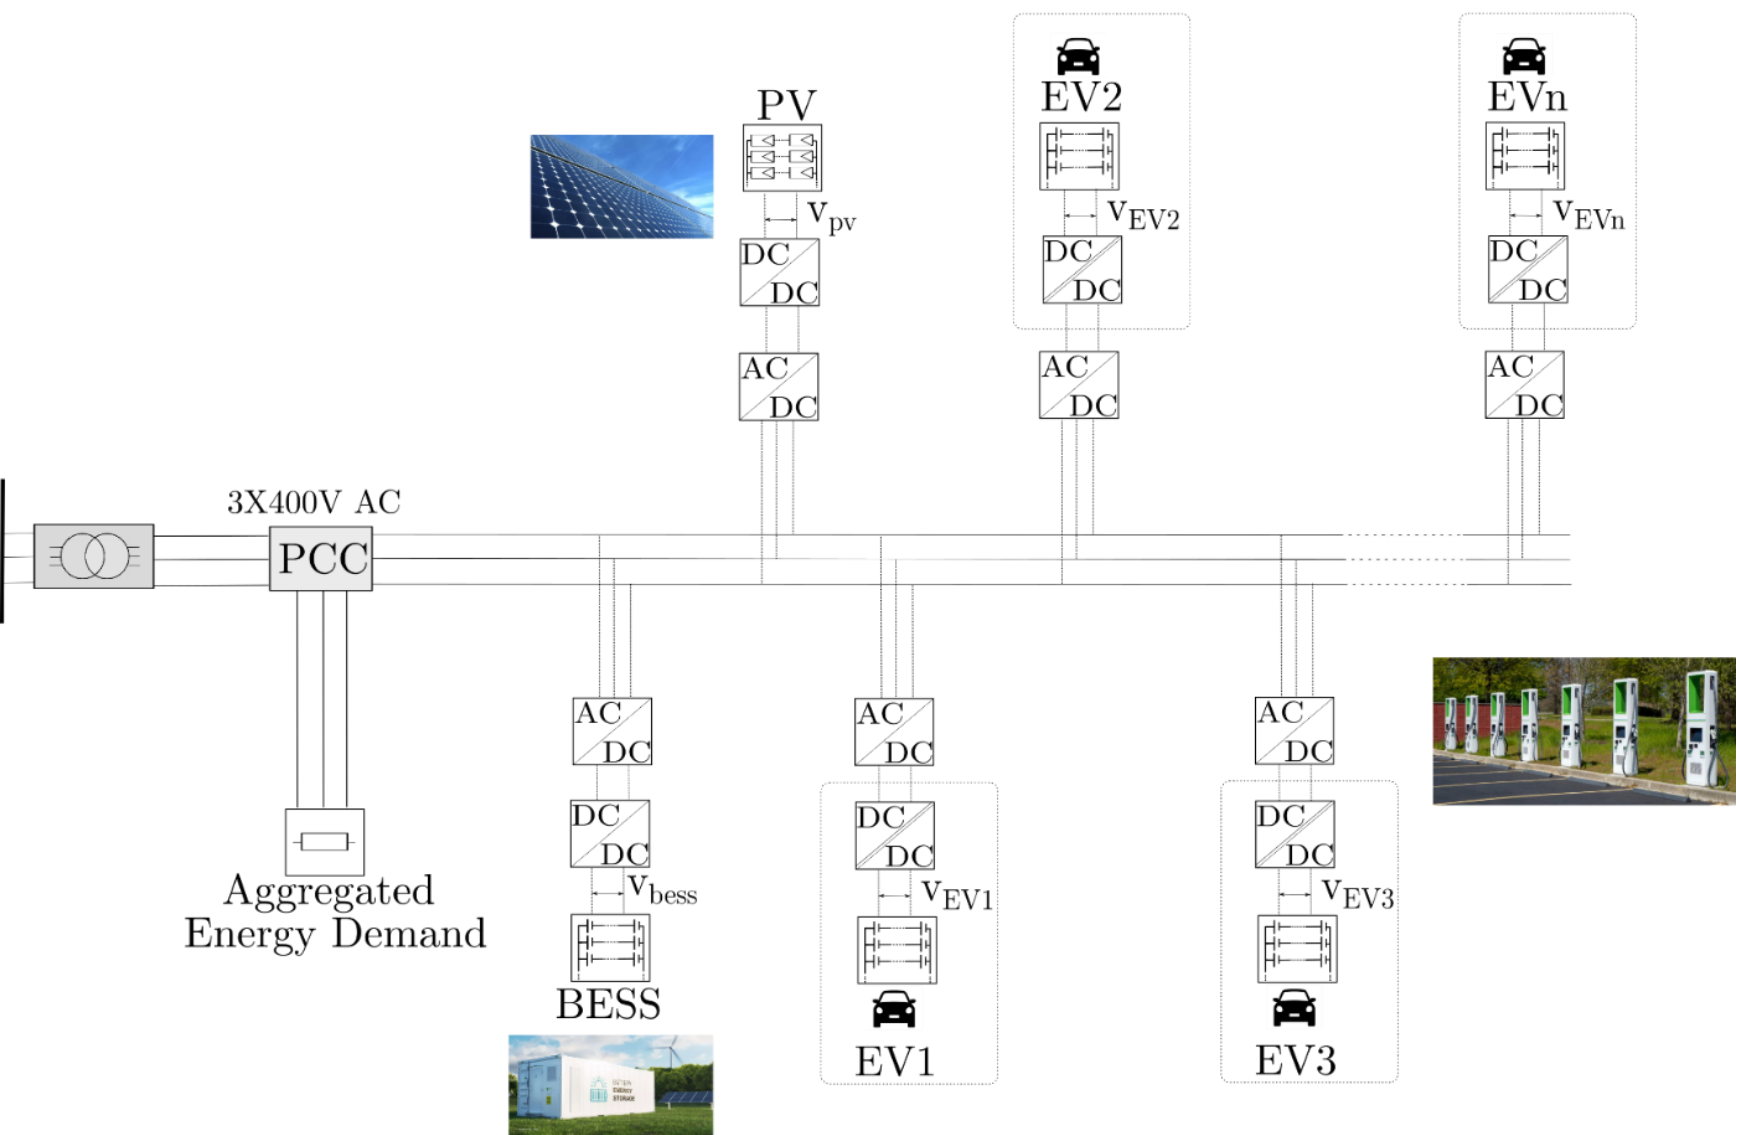 EV2
EVn
PV
v_pv
v_EV2
v_EVn
DC
DC
DC
DC
DC
DC
AC
DC
AC
DC
AC
DC
3X400V AC
PCC
AC
DC
AC
DC
AC
DC
DC
DC
DC
DC
DC
DC
Aggregated
Energy Demand
v_bess
v_EV1
v_EV3
BESS
EV1
EV3
ENERGY
STORAGE